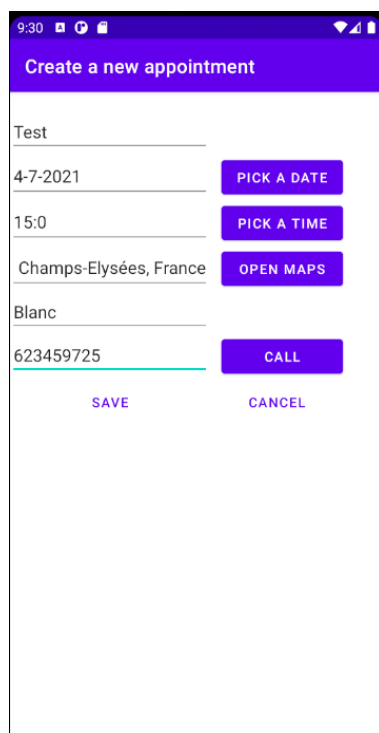 9:30
Create a new appointment
Test
4-7-2021 PICK A DATE
15:0 PICK A TIME
Champs-Elysées, France OPEN MAPS
Blanc
623459725 CALL
SAVE CANCEL